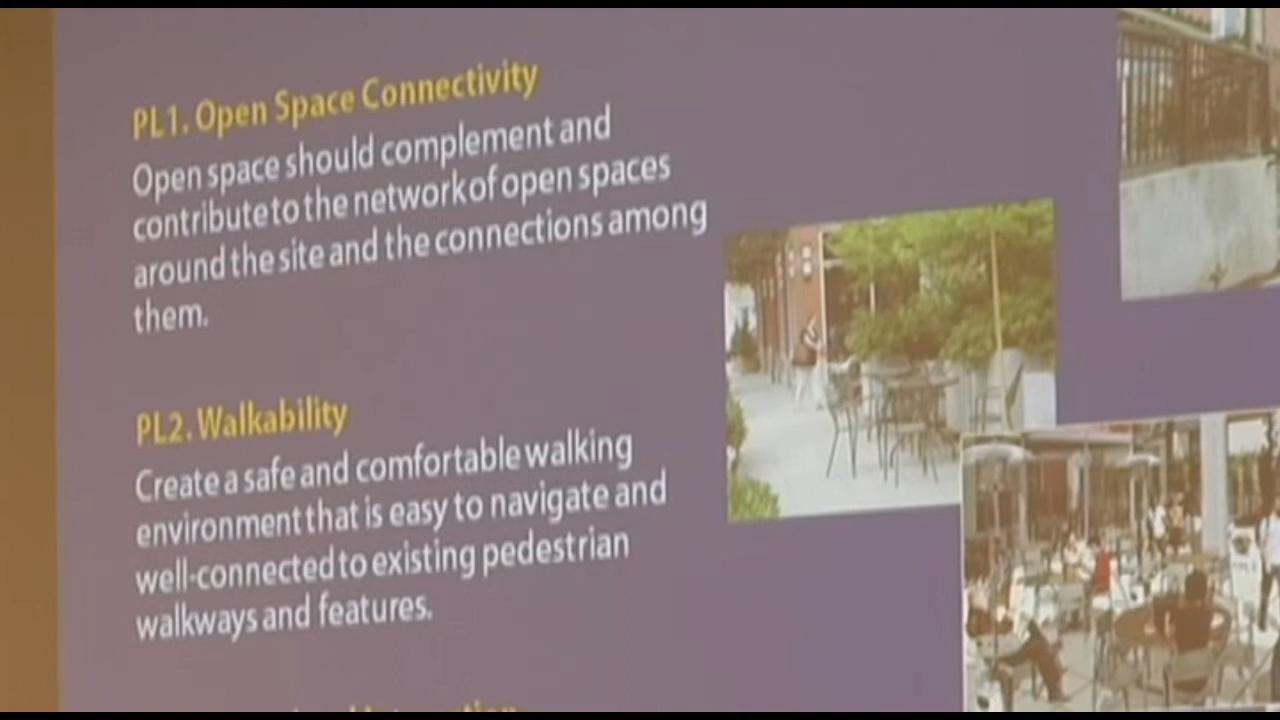 PL1. Open Space Connectivity
Open space should complement and
contribute to the network of open spaces
around the site and the connections among
them.
PL2. Walkability
Create a safe and comfortable walking
environment that is easy to navigate and
well-connected to existing pedestrian
walkways and features.